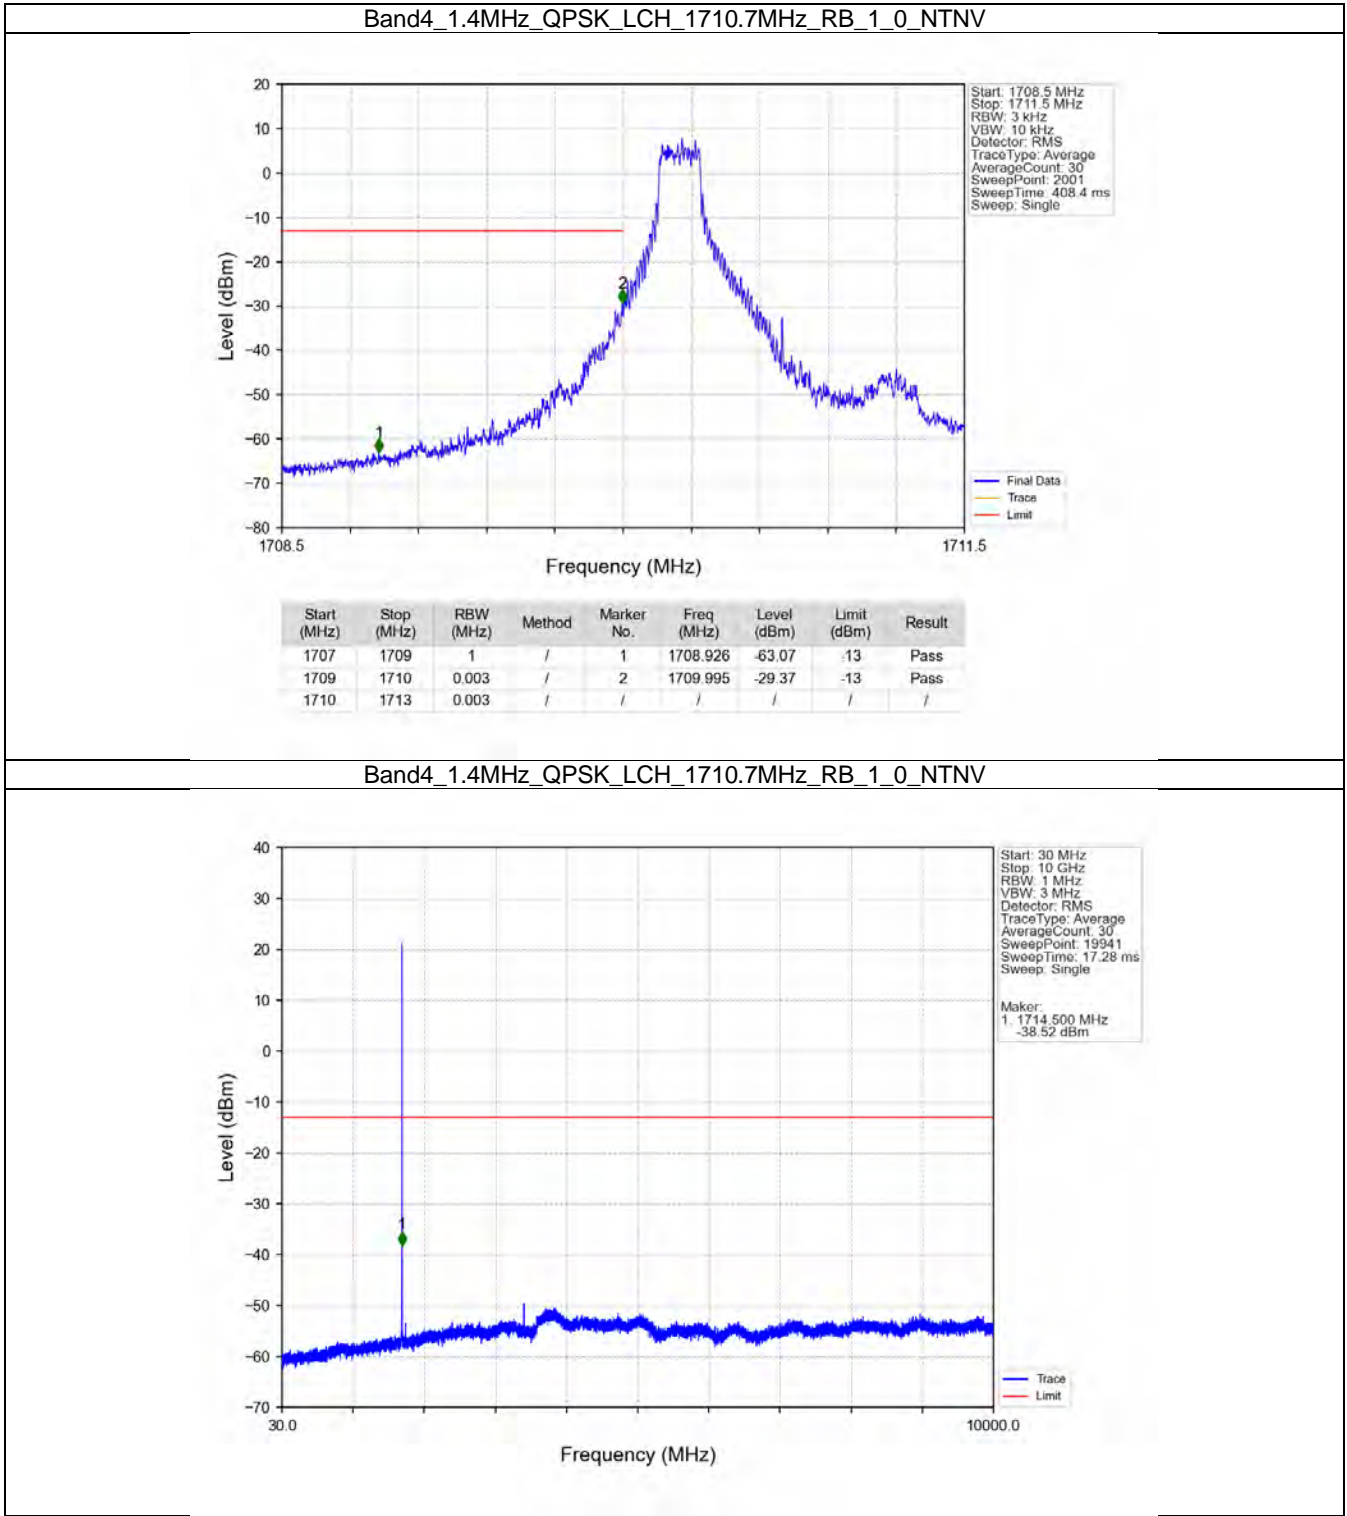 Band4_1.4MHz_QPSK_LCH_1710.7MHz_RB_1_0_NTNV
20
10
0
−10
−20
−30
−40
−50
−60
−70
−80
Level (dBm)
1
2
1708.5
1711.5
Frequency (MHz)
Start: 1708.5 MHz
Stop: 1711.5 MHz
RBW: 3 kHz
VBW: 10 kHz
Detector: RMS
TraceType: Average
AverageCount: 30
SweepPoint: 2001
SweepTime: 408.4 ms
Sweep: Single
Final Data
Trace
Limit
Start (MHz) Stop (MHz) RBW (MHz) Method Marker No. Freq (MHz) Level (dBm) Limit (dBm) Result
1707 1709 1 / 1 1708.926 -63.07 -13 Pass
1709 1710 0.003 / 2 1709.995 -29.37 -13 Pass
1710 1713 0.003 / / / / / /
Band4_1.4MHz_QPSK_LCH_1710.7MHz_RB_1_0_NTNV
40
30
20
10
0
−10
−20
−30
−40
−50
−60
−70
Level (dBm)
1
30.0
10000.0
Frequency (MHz)
Start: 30 MHz
Stop: 10 GHz
RBW: 1 MHz
VBW: 3 MHz
Detector: RMS
TraceType: Average
AverageCount: 30
SweepPoint: 19941
SweepTime: 17.28 ms
Sweep: Single
Maker:
1. 1714.500 MHz
-38.52 dBm
Trace
Limit